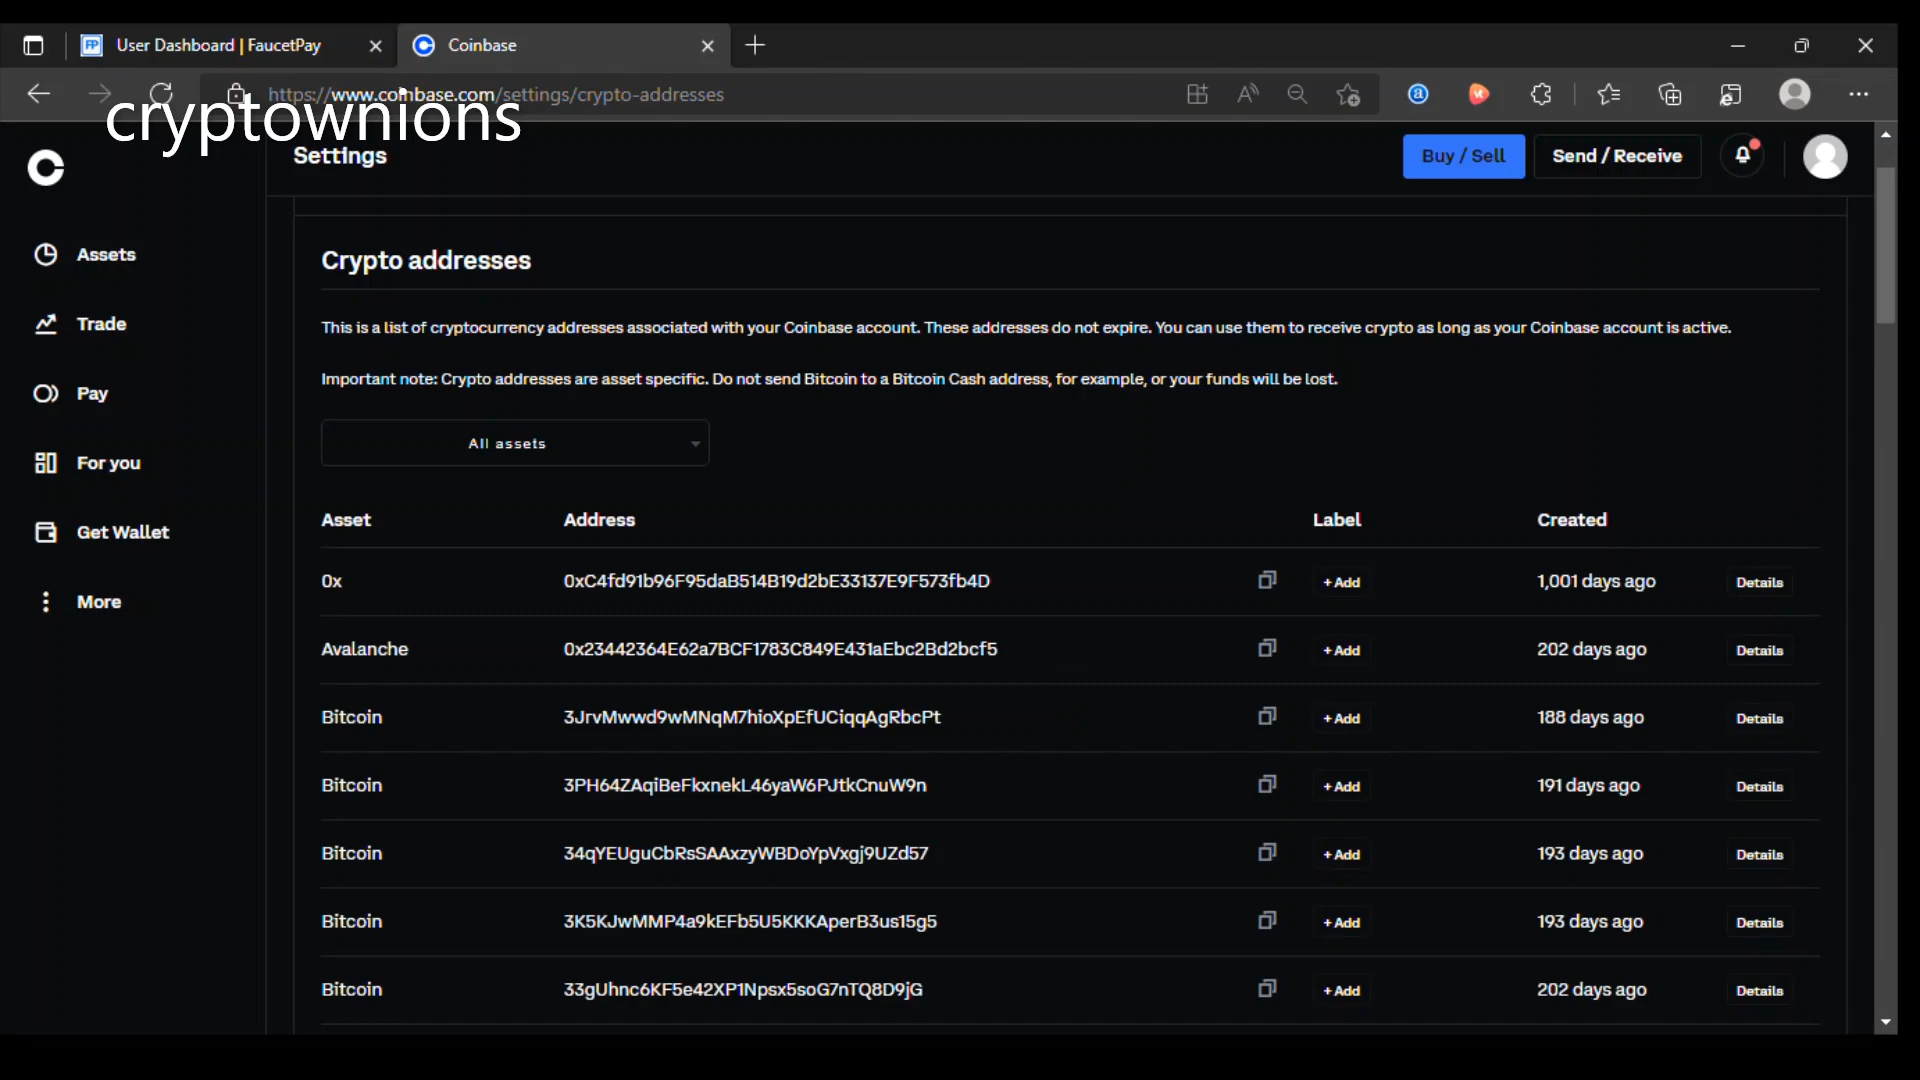 User Dashboard | FaucetPay
Coinbase
https://www.coinbase.com/settings/crypto-addresses
cryptownions
Settings
Buy / Sell
Send / Receive
Assets
Trade
Pay
For you
Get Wallet
More
Crypto addresses
This is a list of cryptocurrency addresses associated with your Coinbase account. These addresses do not expire. You can use them to receive crypto as long as your Coinbase account is active.
Important note: Crypto addresses are asset specific. Do not send Bitcoin to a Bitcoin Cash address, for example, or your funds will be lost.
All assets
Asset Address Label Created
0x 0xC4fd91b96F95daB514B19d2bE33137E9F573fb4D + Add 1,001 days ago Details
Avalanche 0x23442364E62a7BCF1783C849E431aEbc2Bd2bcf5 + Add 202 days ago Details
Bitcoin 3JrvMwwd9wMNqM7hioXpEfUCiqqAgRbcPt + Add 188 days ago Details
Bitcoin 3PH64ZAqiBeFkxnekL46yaW6PJtkCnuW9n + Add 191 days ago Details
Bitcoin 34qYEUguCbRsSAAxzyWBDoYpVxgj9UZd57 + Add 193 days ago Details
Bitcoin 3K5KJwMMP4a9kEFb5U5KKKAperB3us15g5 + Add 193 days ago Details
Bitcoin 33gUhnc6KF5e42XP1Npsx5soG7nTQ8D9jG + Add 202 days ago Details